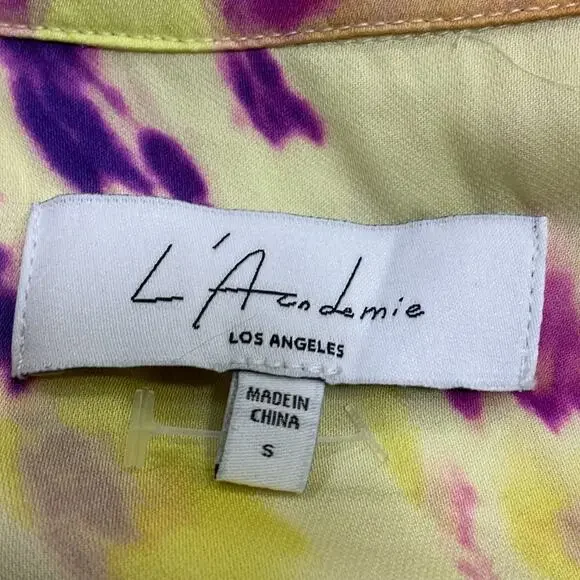 L'Academie
LOS ANGELES
MADE IN
CHINA
S